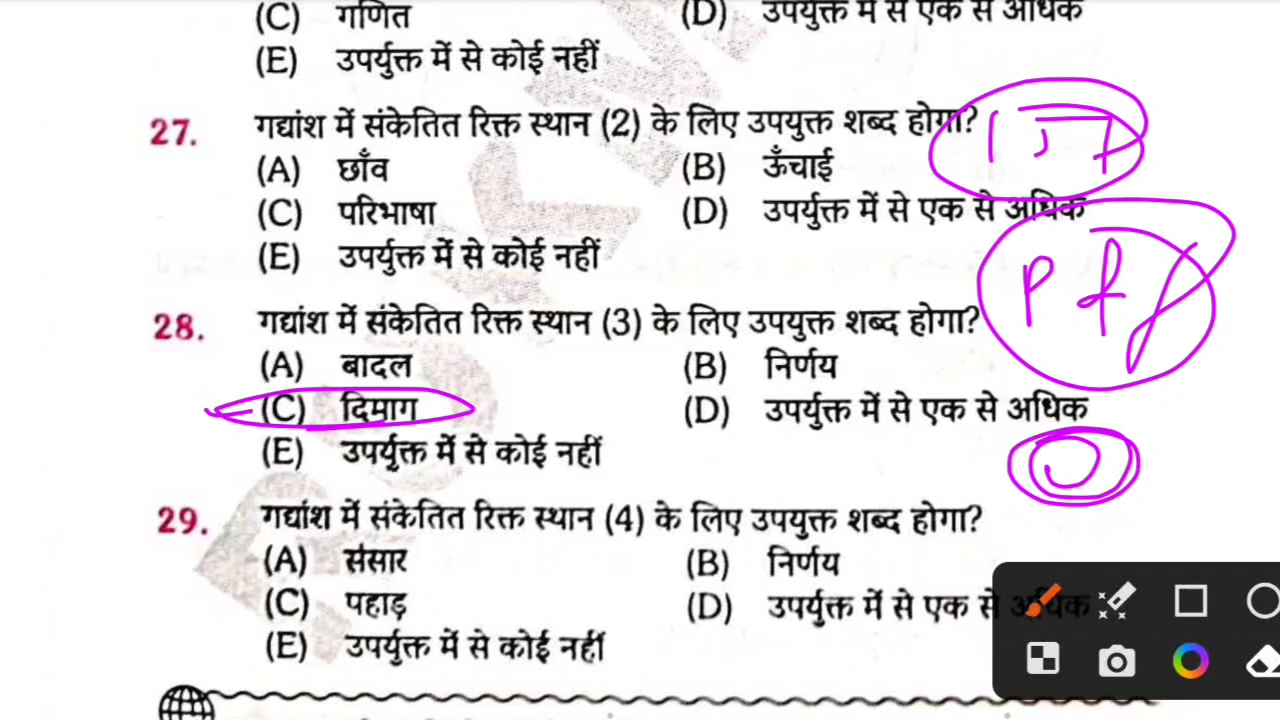 (C) गणित (D) उपर्युक्त में से एक से अधिक
(E) उपर्युक्त में से कोई नहीं
27. गद्यांश में संकेतित रिक्त स्थान (2) के लिए उपयुक्त शब्द होगा?
(A) छाँव (B) ऊँचाई
(C) परिभाषा (D) उपर्युक्त में से एक से अधिक
(E) उपर्युक्त में से कोई नहीं
28. गद्यांश में संकेतित रिक्त स्थान (3) के लिए उपयुक्त शब्द होगा?
(A) बादल (B) निर्णय
(C) दिमाग (D) उपर्युक्त में से एक से अधिक
(E) उपर्युक्त में से कोई नहीं
29. गद्यांश में संकेतित रिक्त स्थान (4) के लिए उपयुक्त शब्द होगा?
(A) संसार (B) निर्णय
(C) पहाड़ (D) उपर्युक्त में से एक से अधिक
(E) उपर्युक्त में से कोई नहीं
Pdf